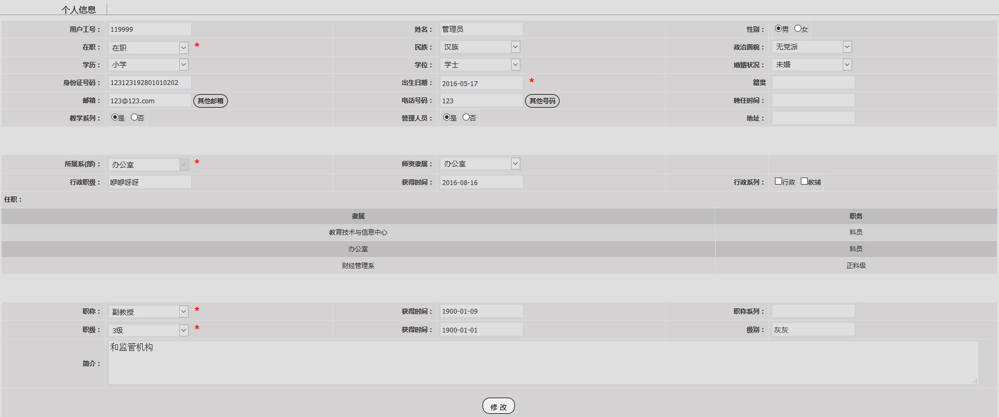 个人信息
用户工号： 119999 姓名： 管理员 性别： 男 女
在职： 在职 * 民族： 汉族 政治面貌： 无党派
学历： 小学 学位： 学士 婚姻状况： 未婚
身份证号码： 123123192801010202 出生日期： 2016-05-17 * 籍贯
邮箱： 123@123.com 其他邮箱 电话号码： 123 其他号码 聘任时间：
教学系列： 是 否 管理人员： 是 否 地址：
所属系(部)： 办公室 * 师资隶属： 办公室
行政职级： 咿咿呀呀 获得时间： 2016-08-16 行政系列： 行政 教辅
任职：
隶属 职务
教育技术与信息中心 科员
办公室 科员
财经管理系 正科级
职称： 副教授 * 获得时间： 1900-01-09 职称系列：
职级： 3级 * 获得时间： 1900-01-01 级别： 灰灰
简介： 和监管机构
修 改